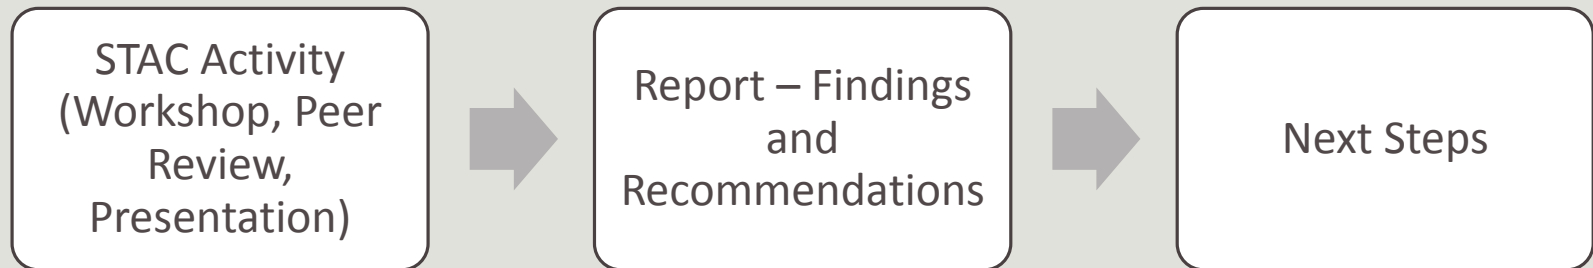 STAC Activity
(Workshop, Peer
Review,
Presentation)
Report – Findings
and
Recommendations
Next Steps